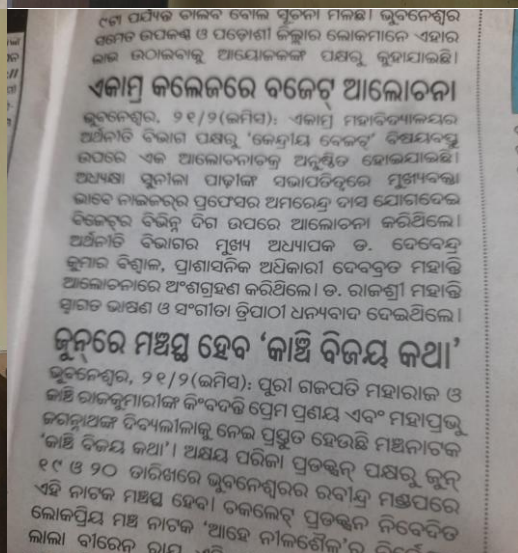 ୯ଟା ପର୍ଯ୍ୟନ୍ତ ଚାଲିବ ବୋଲି ସୂଚନା ମିଳିଛି। ଭୁବନେଶ୍ୱର
ସମେତ ଉପକଣ୍ଠ ଓ ପଡ଼ୋଶୀ ଜିଲ୍ଲାର ଲୋକମାନେ ଏହାର
ଲାଭ ଉଠାଇବାକୁ ଆୟୋଜକଙ୍କ ପକ୍ଷରୁ କୁହାଯାଇଛି।
ଏକାମ୍ର କଲେଜରେ ବଜେଟ୍ ଆଲୋଚନା
ଭୁବନେଶ୍ୱର, ୨୧/୨(ଇମିସ): ଏକାମ୍ର ମହାବିଦ୍ୟାଳୟର
ଅର୍ଥନୀତି ବିଭାଗ ପକ୍ଷରୁ ‘କେନ୍ଦ୍ରୀୟ ବଜେଟ୍’ ବିଷୟବସ୍ତୁ
ଉପରେ ଏକ ଆଲୋଚନାଚକ୍ର ଅନୁଷ୍ଠିତ ହୋଇଯାଇଛି।
ଅଧ୍ୟକ୍ଷା ସୁନୀଳା ପାଢ଼ୀଙ୍କ ସଭାପତିତ୍ୱରେ ମୁଖ୍ୟବକ୍ତା
ଭାବେ ନାଇଜର୍‌ର ପ୍ରଫେସର ଅମରେନ୍ଦ୍ର ଦାସ ଯୋଗଦେଇ
ବଜେଟ୍‌ର ବିଭିନ୍ନ ଦିଗ ଉପରେ ଆଲୋଚନା କରିଥିଲେ।
ଅର୍ଥନୀତି ବିଭାଗର ମୁଖ୍ୟ ଅଧ୍ୟାପକ ଡ. ଦେବେନ୍ଦ୍ର
କୁମାର ବିଶ୍ୱାଳ, ପ୍ରଶାସନିକ ଅଧିକାରୀ ଦେବବ୍ରତ ମହାନ୍ତି
ଆଲୋଚନାରେ ଅଂଶଗ୍ରହଣ କରିଥିଲେ। ଡ. ରାଜଶ୍ରୀ ମହାନ୍ତି
ସ୍ୱାଗତ ଭାଷଣ ଓ ସଂଗୀତା ତ୍ରିପାଠୀ ଧନ୍ୟବାଦ ଦେଇଥିଲେ।
ଜୁନ୍‌ରେ ମଞ୍ଚସ୍ଥ ହେବ ‘କାଞ୍ଚି ବିଜୟ କଥା’
ଭୁବନେଶ୍ୱର, ୨୧/୨(ଇମିସ): ପୁରୀ ଗଜପତି ମହାରାଜ ଓ
କାଞ୍ଚି ରାଜକୁମାରୀଙ୍କ କିଂବଦନ୍ତି ପ୍ରେମ ପ୍ରଣୟ ଏବଂ ମହାପ୍ରଭୁ
ଜଗନ୍ନାଥଙ୍କ ଦିବ୍ୟଲୀଳାକୁ ନେଇ ପ୍ରସ୍ତୁତ ହେଉଛି ମଞ୍ଚନାଟକ
‘କାଞ୍ଚି ବିଜୟ କଥା’। ଅକ୍ଷୟ ପରିଜା ପ୍ରଡକ୍ସନ୍ ପକ୍ଷରୁ ଜୁନ୍
୧୯ ଓ ୨୦ ତାରିଖରେ ଭୁବନେଶ୍ୱରର ରବୀନ୍ଦ୍ର ମଣ୍ଡପରେ
ଏହି ନାଟକ ମଞ୍ଚସ୍ଥ ହେବ। ଚକଲେଟ୍ ପ୍ରଡକ୍ସନ ନିବେଦିତ
ଲୋକପ୍ରିୟ ମଞ୍ଚ ନାଟକ ‘ଆହେ ନୀଳଶୈଳ’ର
ଲାଲା ବୀରେନ ରାୟ